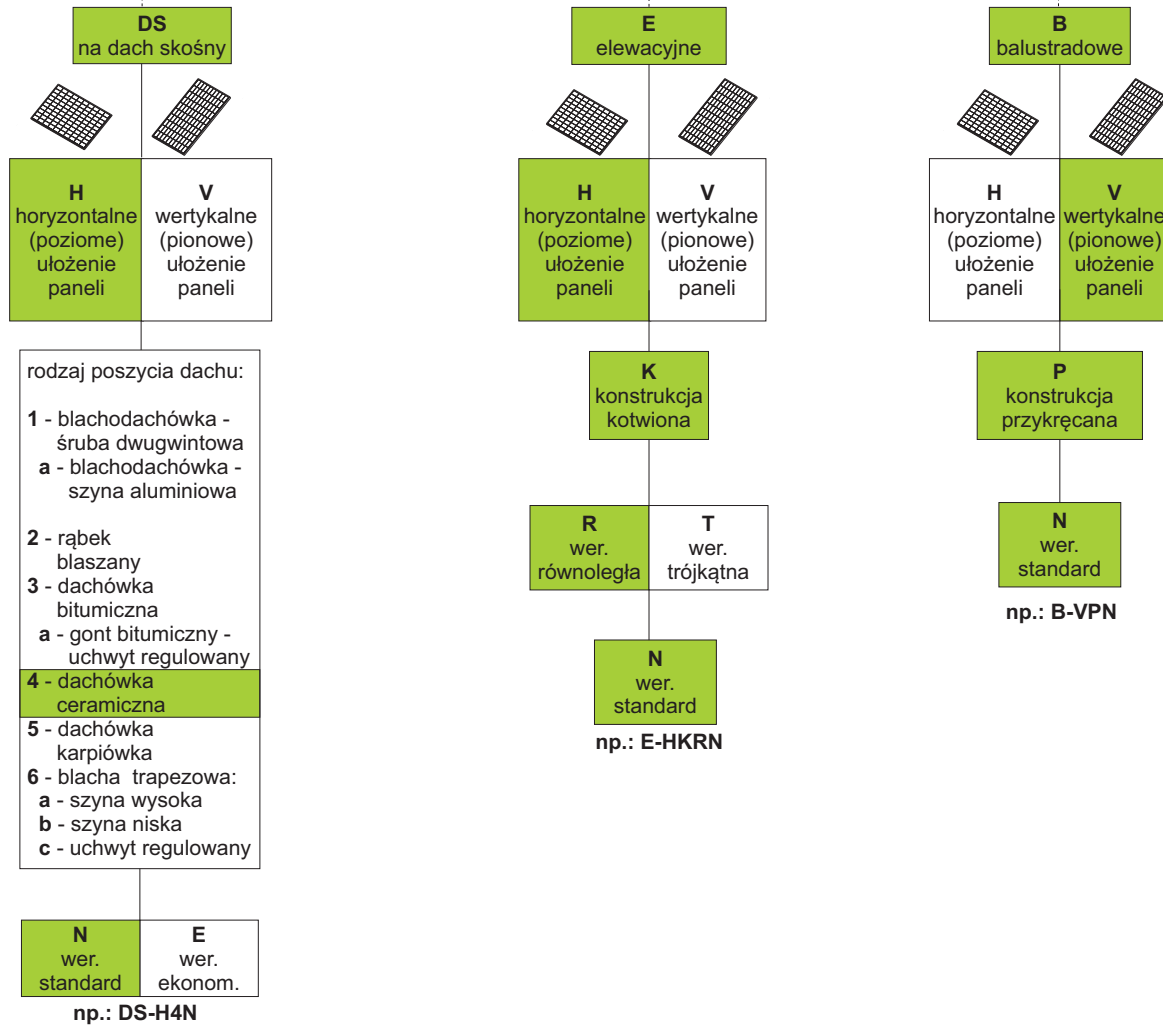 DS
na dach skośny
H
horyzontalne
(poziome)
ułożenie
paneli
V
wertykalne
(pionowe)
ułożenie
paneli
rodzaj poszycia dachu:
1 - blachodachówka -
śruba dwugwintowa
a - blachodachówka -
szyna aluminiowa
2 - rąbek
blaszany
3 - dachówka
bitumiczna
a - gont bitumiczny -
uchwyt regulowany
4 - dachówka
ceramiczna
5 - dachówka
karpiówka
6 - blacha trapezowa:
a - szyna wysoka
b - szyna niska
c - uchwyt regulowany
N
wer.
standard
E
wer.
ekonom.
np.: DS-H4N
E
elewacyjne
H
horyzontalne
(poziome)
ułożenie
paneli
V
wertykalne
(pionowe)
ułożenie
paneli
K
konstrukcja
kotwiona
R
wer.
równoległa
T
wer.
trójkątna
N
wer.
standard
np.: E-HKRN
B
balustradowe
H
horyzontalne
(poziome)
ułożenie
paneli
V
wertykalne
(pionowe)
ułożenie
paneli
P
konstrukcja
przykręcana
N
wer.
standard
np.: B-VPN